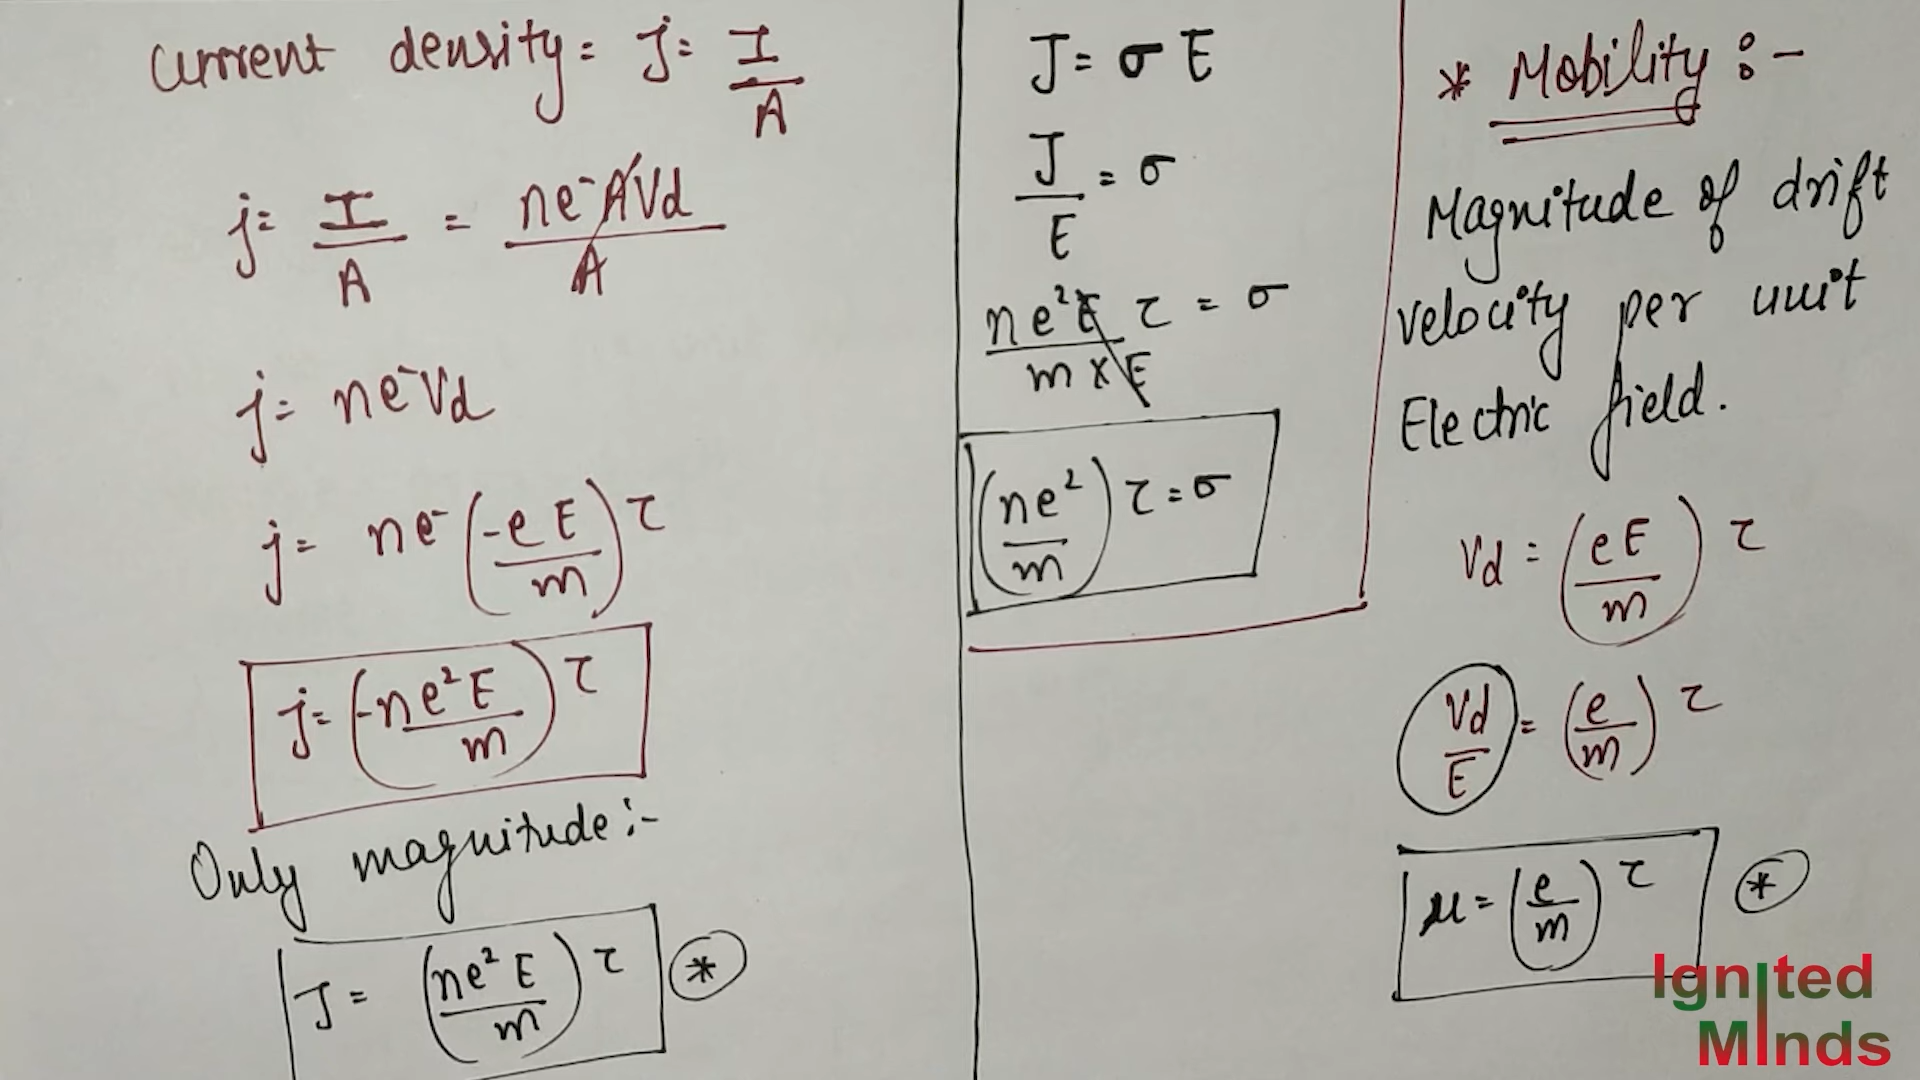 Current density = J = I/A
j = I/A = ne⁻AVd/A
j = ne⁻Vd
j = ne⁻(-eE/m)τ
j = (-ne²E/m)τ
Only magnitude :-
J = (ne²E/m)τ *
J = σE
J/E = σ
ne²E τ/m×E = σ
(ne²/m)τ = σ
* Mobility :-
Magnitude of drift
velocity per unit
Electric field.
Vd = (eE/m)τ
Vd/E = (e/m)τ
μ = (e/m)τ *
Ignited
Minds